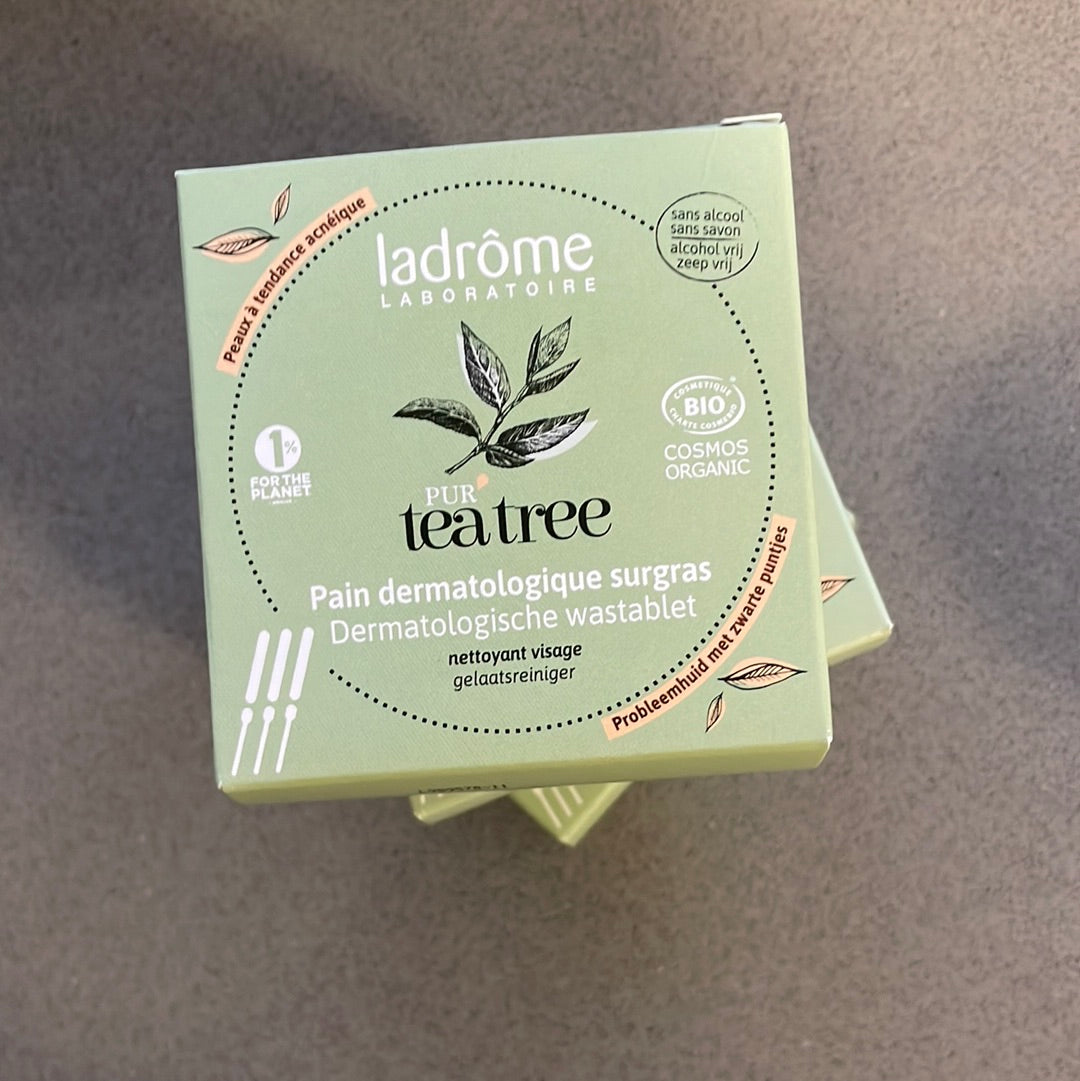 Peaux à tendance acnéique
ladrôme
LABORATOIRE
sans alcool
sans savon
alcohol vrij
zeep vrij
1%
FOR THE
PLANET
COSMETIQUE
BIO
CHARTE COSMEBIO
COSMOS
ORGANIC
PUR'
tea tree
Pain dermatologique surgras
Dermatologische wastablet
nettoyant visage
gelaatsreiniger
Probleemhuid met zwarte puntjes